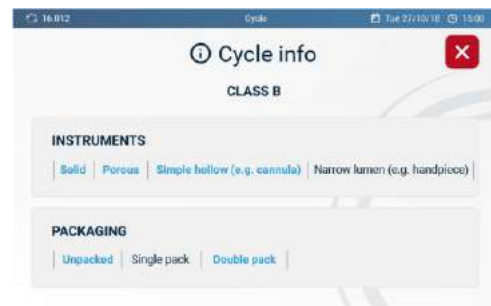 16.012 Cycle Tue 27/10/18 15:00
Cycle info
CLASS B
INSTRUMENTS
Solid Porous Simple hollow (e.g. cannula) Narrow lumen (e.g. handpiece)
PACKAGING
Unpacked Single pack Double pack